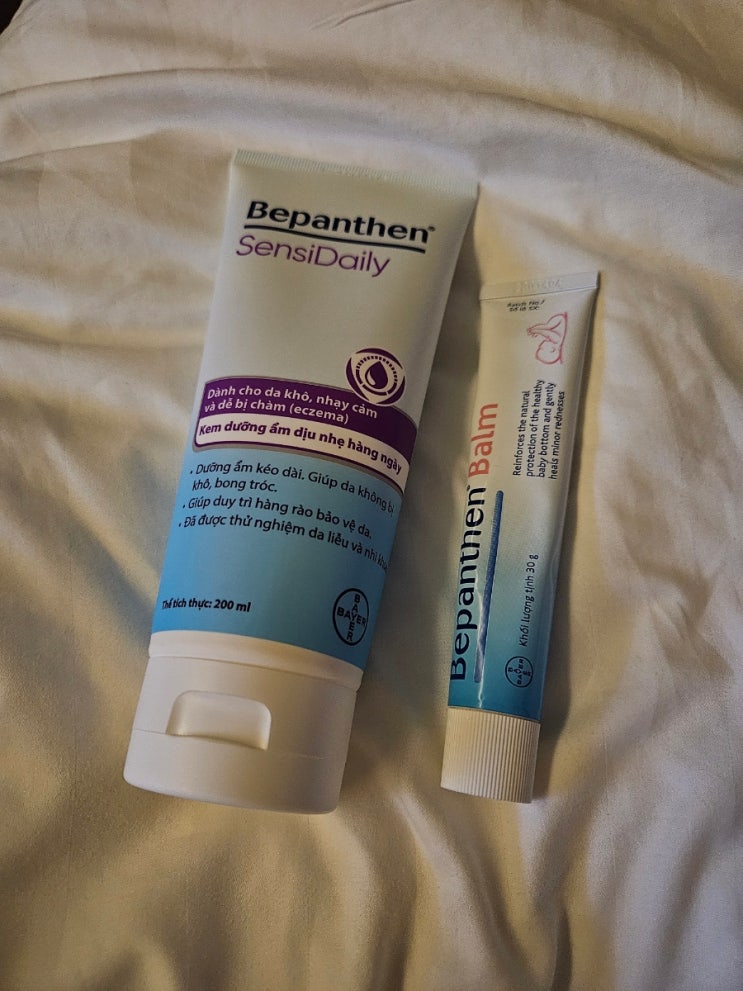 Bepanthen®
SensiDaily
Dành cho da khô, nhạy cảm
và dễ bị chàm (eczema)
Kem dưỡng ẩm dịu nhẹ hàng ngày
• Dưỡng ẩm kéo dài. Giúp da không bị
khô, bong tróc.
• Giúp duy trì hàng rào bảo vệ da.
• Đã được thử nghiệm da liễu và nhi
Thể tích thực: 200 ml
BAYER
BAYER
Bepanthen® Balm
Reinforces the natural
protection of the healthy
baby bottom and gently
heals minor rednesses
Khối lượng tịnh 30 g
BAYER
BAYER